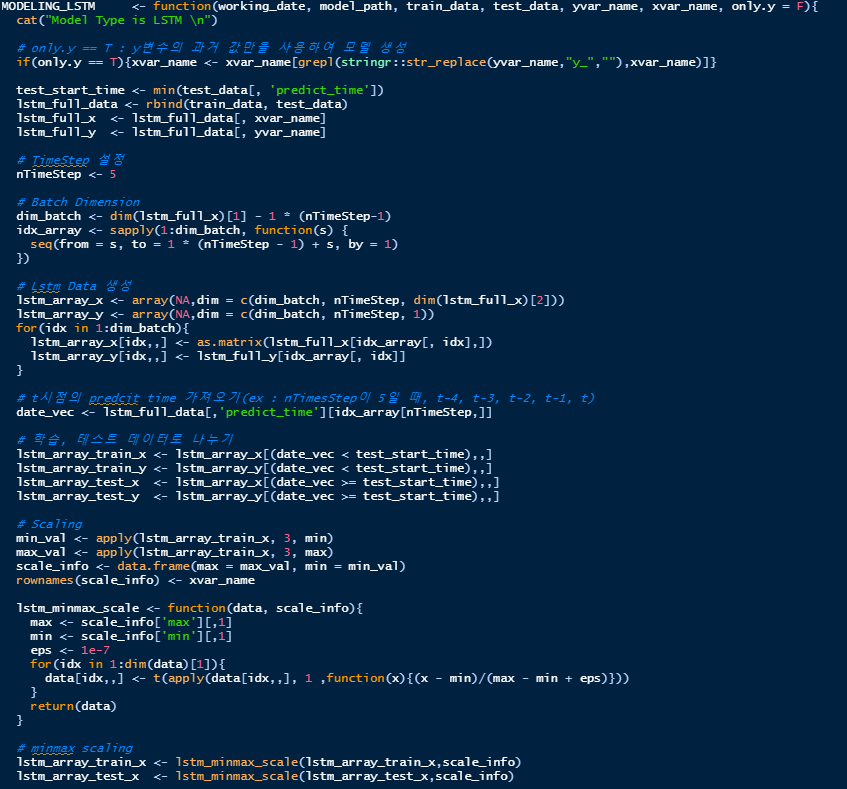 MODELING_LSTM     <- function(working_date, model_path, train_data, test_data, yvar_name, xvar_name, only.y = F){
  cat("Model Type is LSTM \n")
  # only.y == T : y변수의 과거 값만을 사용하여 모델 생성
  if(only.y == T){xvar_name <- xvar_name[grepl(stringr::str_replace(yvar_name,"y_",""),xvar_name)]}
  test_start_time <- min(test_data[, 'predict_time'])
  lstm_full_data <- rbind(train_data, test_data)
  lstm_full_x  <- lstm_full_data[, xvar_name]
  lstm_full_y  <- lstm_full_data[, yvar_name]
  # TimeStep 설정
  nTimeStep <- 5
  # Batch Dimension
  dim_batch <- dim(lstm_full_x)[1] - 1 * (nTimeStep-1)
  idx_array <- sapply(1:dim_batch, function(s) {
    seq(from = s, to = 1 * (nTimeStep - 1) + s, by = 1)
  })
  # Lstm Data 생성
  lstm_array_x <- array(NA,dim = c(dim_batch, nTimeStep, dim(lstm_full_x)[2]))
  lstm_array_y <- array(NA,dim = c(dim_batch, nTimeStep, 1))
  for(idx in 1:dim_batch){
    lstm_array_x[idx,,] <- as.matrix(lstm_full_x[idx_array[, idx],])
    lstm_array_y[idx,,] <- lstm_full_y[idx_array[, idx]]
  }
  # t시점의 predcit time 가져오기(ex : nTimesStep이 5일 때, t-4, t-3, t-2, t-1, t)
  date_vec <- lstm_full_data[,'predict_time'][idx_array[nTimeStep,]]
  # 학습, 테스트 데이터로 나누기
  lstm_array_train_x <- lstm_array_x[(date_vec < test_start_time),,]
  lstm_array_train_y <- lstm_array_y[(date_vec < test_start_time),,]
  lstm_array_test_x  <- lstm_array_x[(date_vec >= test_start_time),,]
  lstm_array_test_y  <- lstm_array_y[(date_vec >= test_start_time),,]
  # Scaling
  min_val <- apply(lstm_array_train_x, 3, min)
  max_val <- apply(lstm_array_train_x, 3, max)
  scale_info <- data.frame(max = max_val, min = min_val)
  rownames(scale_info) <- xvar_name
  lstm_minmax_scale <- function(data, scale_info){
    max <- scale_info['max'][,1]
    min <- scale_info['min'][,1]
    eps <- 1e-7
    for(idx in 1:dim(data)[1]){
      data[idx,,] <- t(apply(data[idx,,], 1 ,function(x){(x - min)/(max - min + eps)}))
    }
    return(data)
  }
  # minmax scaling
  lstm_array_train_x <- lstm_minmax_scale(lstm_array_train_x,scale_info)
  lstm_array_test_x  <- lstm_minmax_scale(lstm_array_test_x,scale_info)